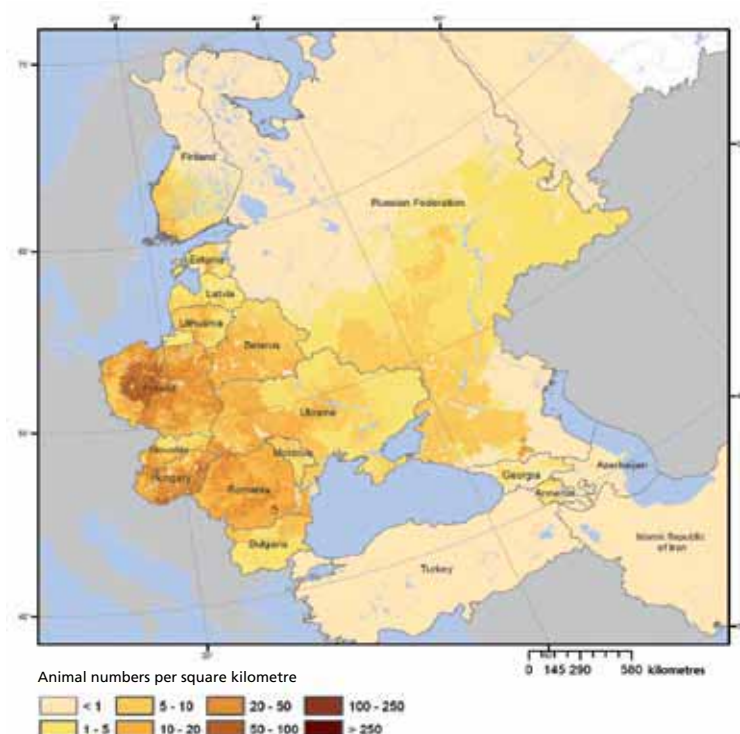 Finland
Russian Federation
Estonia
Latvia
Lithuania
Belarus
Poland
Ukraine
Slovakia
Moldova
Hungary
Romania
Georgia
Azerbaijan
Armenia
Bulgaria
Islamic Republic
of Iran
Turkey
0 145 290 580 kilometres
Animal numbers per square kilometre
< 1 5 - 10 20 - 50 100 - 250
1 - 5 10 - 20 50 - 100 > 250